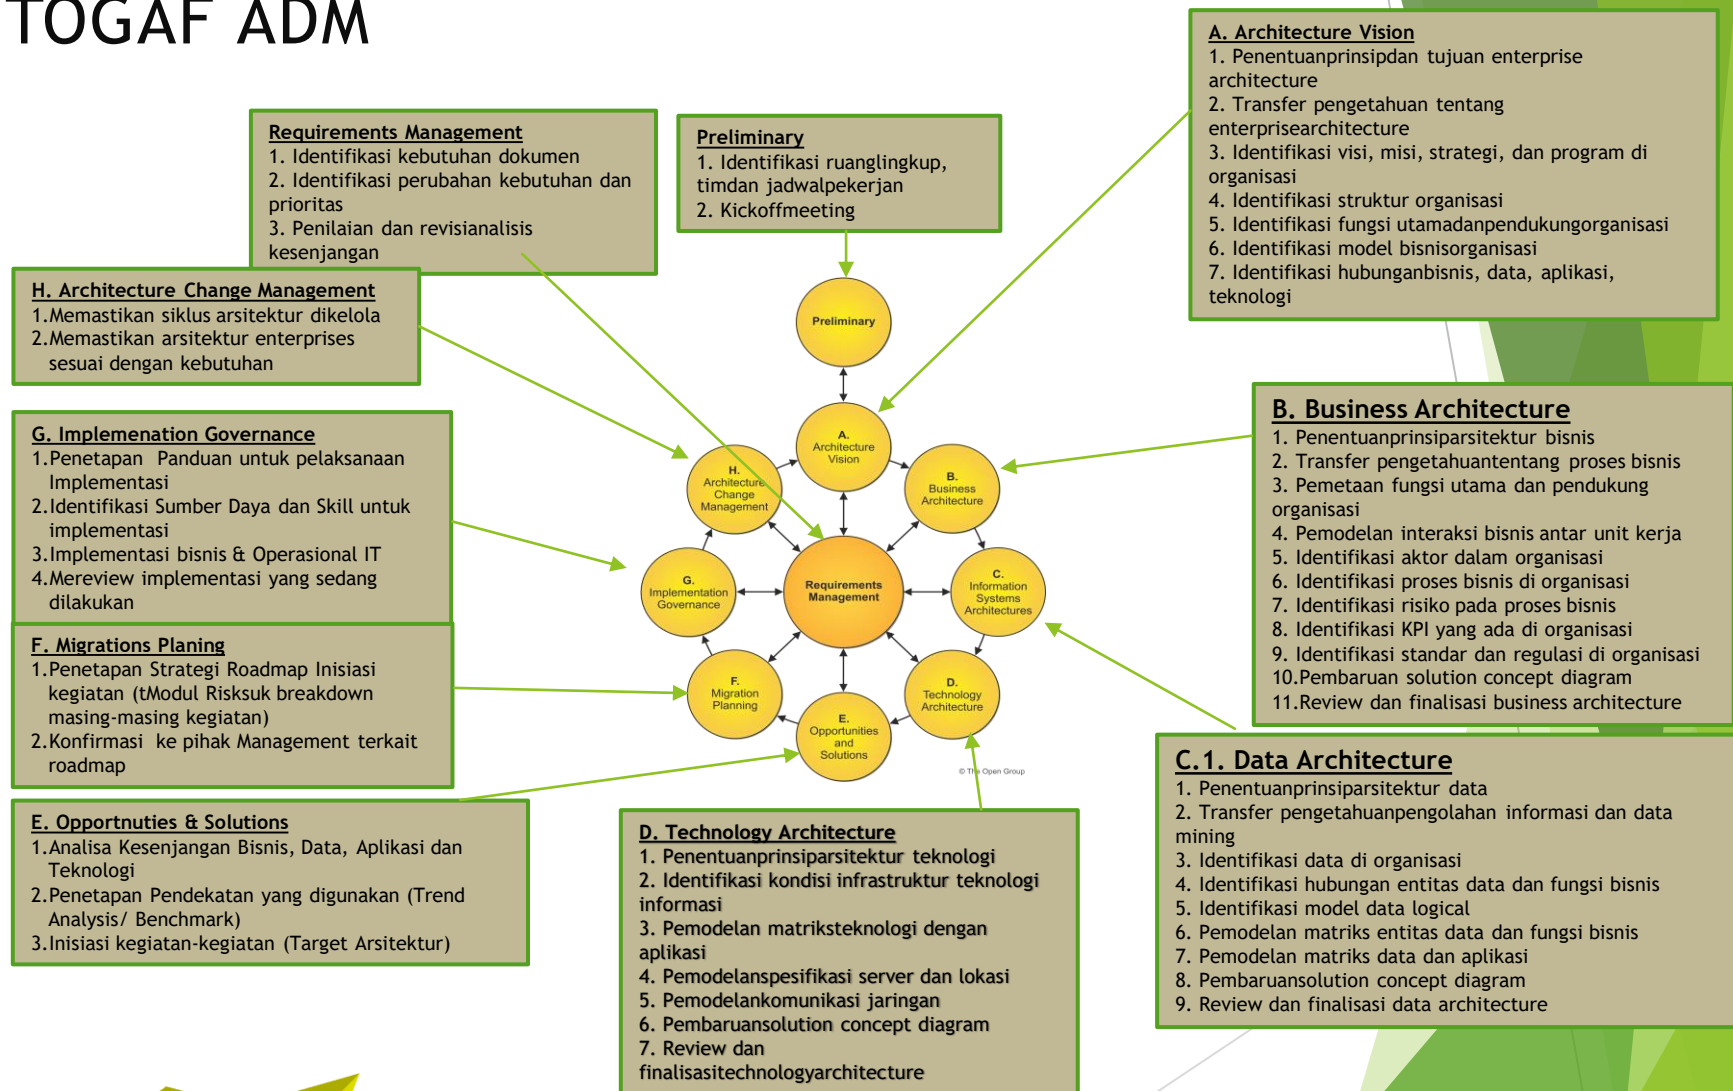 TOGAF ADM
Requirements Management
1. Identifikasi kebutuhan dokumen
2. Identifikasi perubahan kebutuhan dan
prioritas
3. Penilaian dan revisianalisis
kesenjangan
Preliminary
1. Identifikasi ruanglingkup,
timdan jadwalpekerjan
2. Kickoffmeeting
A. Architecture Vision
1. Penentuanprinsipdan tujuan enterprise
architecture
2. Transfer pengetahuan tentang
enterprisearchitecture
3. Identifikasi visi, misi, strategi, dan program di
organisasi
4. Identifikasi struktur organisasi
5. Identifikasi fungsi utamadanpendukungorganisasi
6. Identifikasi model bisnisorganisasi
7. Identifikasi hubunganbisnis, data, aplikasi,
teknologi
H. Architecture Change Management
1.Memastikan siklus arsitektur dikelola
2.Memastikan arsitektur enterprises
sesuai dengan kebutuhan
G. Implemenation Governance
1.Penetapan Panduan untuk pelaksanaan
Implementasi
2.Identifikasi Sumber Daya dan Skill untuk
implementasi
3.Implementasi bisnis & Operasional IT
4.Mereview implementasi yang sedang
dilakukan
F. Migrations Planing
1.Penetapan Strategi Roadmap Inisiasi
kegiatan (tModul Risksuk breakdown
masing-masing kegiatan)
2.Konfirmasi ke pihak Management terkait
roadmap
E. Opportnuties & Solutions
1.Analisa Kesenjangan Bisnis, Data, Aplikasi dan
Teknologi
2.Penetapan Pendekatan yang digunakan (Trend
Analysis/ Benchmark)
3.Inisiasi kegiatan-kegiatan (Target Arsitektur)
Preliminary
A.
Architecture
Vision
H.
Architecture
Change
Management
B.
Business
Architecture
G.
Implementation
Governance
Requirements
Management
C.
Information
Systems
Architectures
F.
Migration
Planning
D.
Technology
Architecture
E.
Opportunities
and
Solutions
© The Open Group
B. Business Architecture
1. Penentuanprinsiparsitektur bisnis
2. Transfer pengetahuantentang proses bisnis
3. Pemetaan fungsi utama dan pendukung
organisasi
4. Pemodelan interaksi bisnis antar unit kerja
5. Identifikasi aktor dalam organisasi
6. Identifikasi proses bisnis di organisasi
7. Identifikasi risiko pada proses bisnis
8. Identifikasi KPI yang ada di organisasi
9. Identifikasi standar dan regulasi di organisasi
10.Pembaruan solution concept diagram
11.Review dan finalisasi business architecture
D. Technology Architecture
1. Penentuanprinsiparsitektur teknologi
2. Identifikasi kondisi infrastruktur teknologi
informasi
3. Pemodelan matriksteknologi dengan
aplikasi
4. Pemodelanspesifikasi server dan lokasi
5. Pemodelankomunikasi jaringan
6. Pembaruansolution concept diagram
7. Review dan
finalisasitechnologyarchitecture
C.1. Data Architecture
1. Penentuanprinsiparsitektur data
2. Transfer pengetahuanpengolahan informasi dan data
mining
3. Identifikasi data di organisasi
4. Identifikasi hubungan entitas data dan fungsi bisnis
5. Identifikasi model data logical
6. Pemodelan matriks entitas data dan fungsi bisnis
7. Pemodelan matriks data dan aplikasi
8. Pembaruansolution concept diagram
9. Review dan finalisasi data architecture